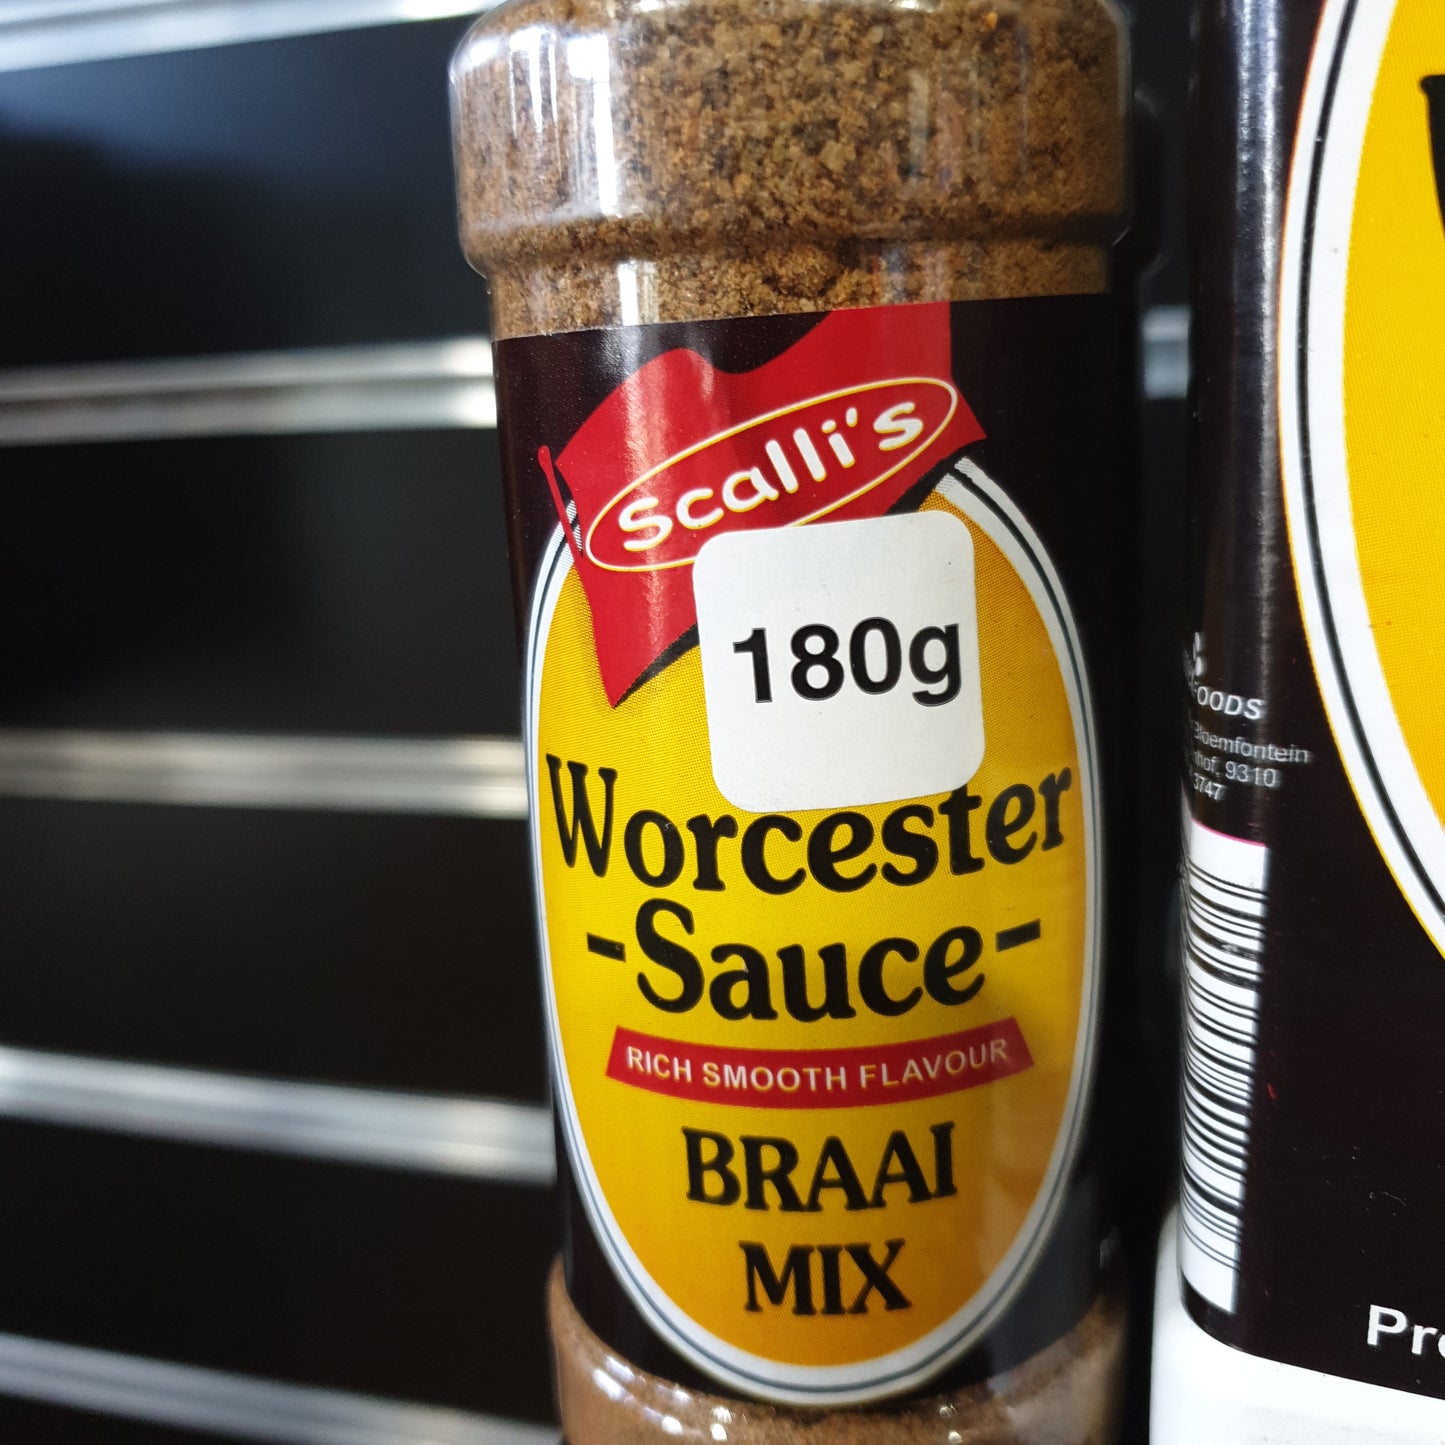 Scalli's
180g
Worcester
-Sauce-
RICH SMOOTH FLAVOUR
BRAAI
MIX
Bloemfontein
9310
3747